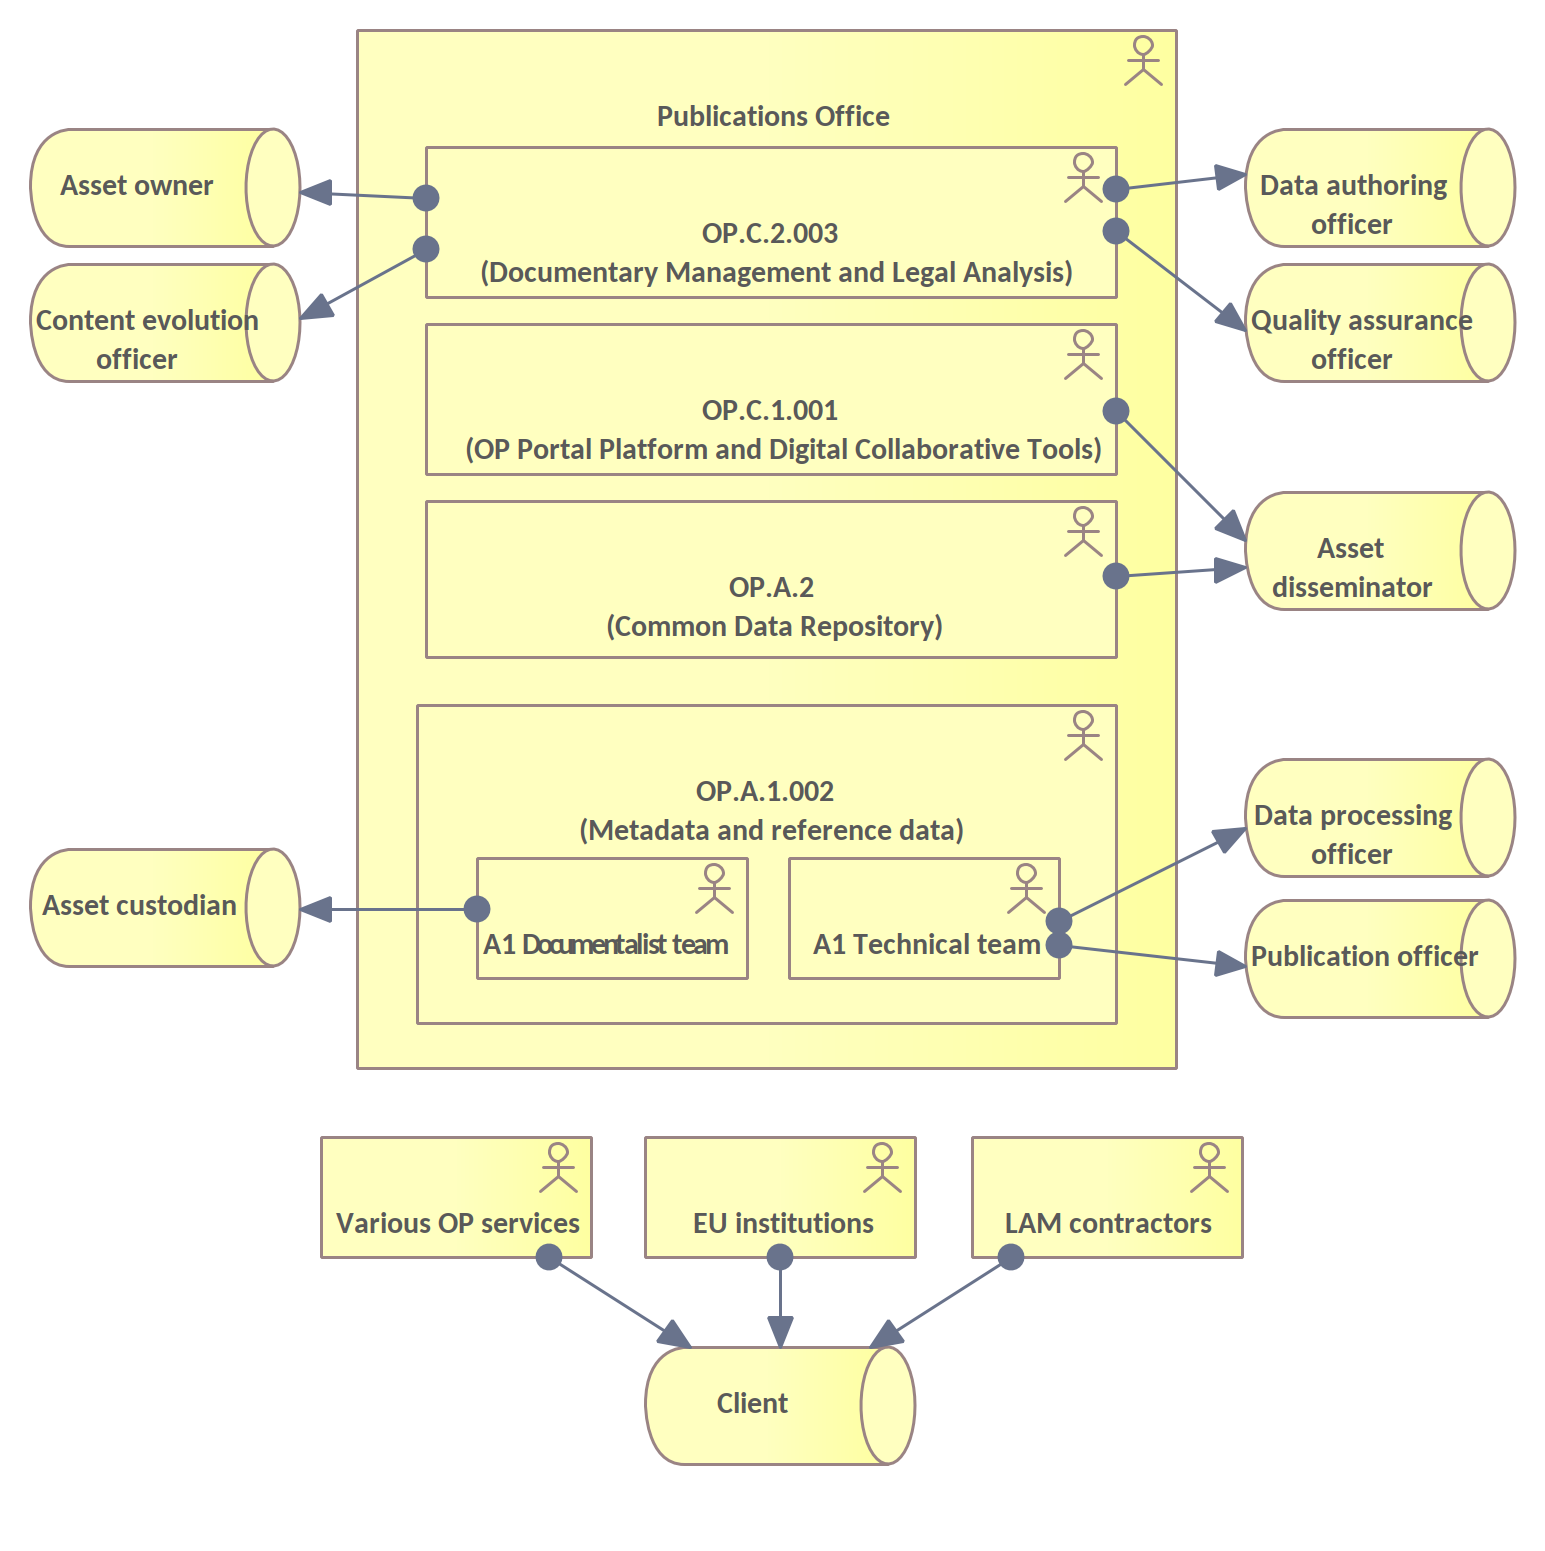 Publications Office
Asset owner
Content evolution
officer
OP.C.2.003
(Documentary Management and Legal Analysis)
Data authoring
officer
Quality assurance
officer
OP.C.1.001
(OP Portal Platform and Digital Collaborative Tools)
OP.A.2
(Common Data Repository)
Asset
disseminator
OP.A.1.002
(Metadata and reference data)
Asset custodian
A1 Documentalist team
A1 Technical team
Data processing
officer
Publication officer
Various OP services
EU institutions
LAM contractors
Client